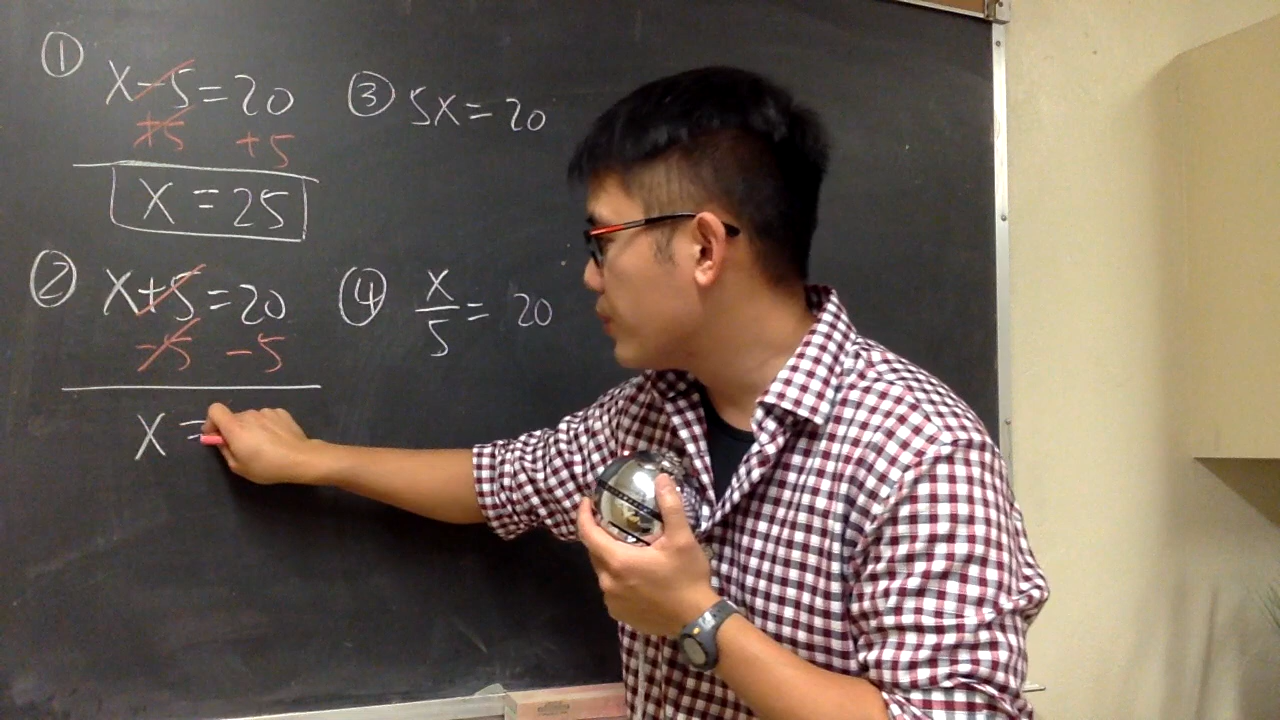 ① x-5=20
+5 +5
x=25
② x+5=20
-5 -5
x=
③ 5x=20
④ x/5=20